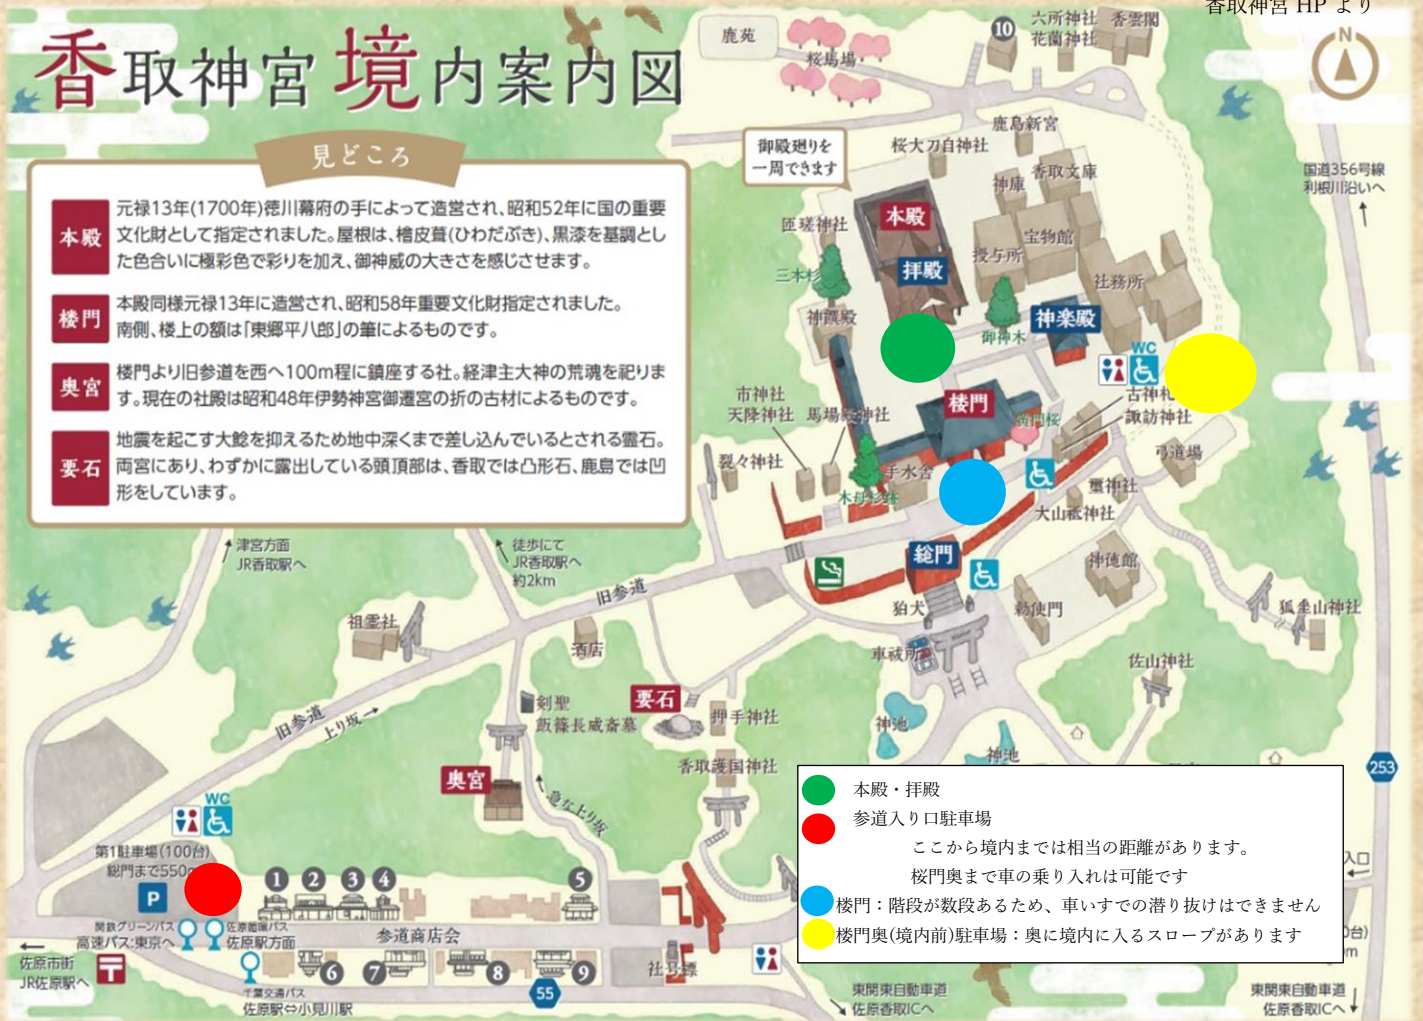 香取神宮 HP より
香取神宮境内案内図
見どころ
本殿
元禄13年(1700年)徳川幕府の手によって造営され、昭和52年に国の重要
文化財として指定されました。屋根は、檜皮葺(ひわだぶき)、黒漆を基調とし
た色合いに極彩色で彩りを加え、御神威の大きさを感じさせます。
楼門
本殿同様元禄13年に造営され、昭和58年重要文化財指定されました。
南側、楼上の額は「東郷平八郎」の筆によるものです。
奥宮
楼門より旧参道を西へ100m程に鎮座する社。経津主大神の荒魂を祀りま
す。現在の社殿は昭和48年伊勢神宮御遷宮の折の古材によるものです。
要石
地震を起こす大鯰を抑えるため地中深くまで差し込んでいるとされる霊石。
両宮にあり、わずかに露出している頭頂部は、香取では凸形石、鹿島では凹
形をしています。
鹿苑
桜馬場
10
六所神社
花薗神社
香雲閣
N
御殿廻りを
一周できます
鹿島新宮
桜大刀自神社
香取文庫
神庫
国道356号線
利根川沿いへ
本殿
匝瑳神社
宝物館
授与所
拝殿
三本杉
社務所
神饌殿
神楽殿
御神木
WC
市神社
天降神社
馬場殿神社
楼門
黄門桜
古神札
諏訪神社
弓道場
裂々神社
手水舎
木母杉跡
璽神社
大山祗神社
総門
神徳館
津宮方面
JR香取駅へ
徒歩にて
JR香取駅へ
約2km
旧参道
狛犬
勅使門
狐坐山神社
祖霊社
酒店
車祓所
佐山神社
剣聖
飯篠長威斎墓
要石
押手神社
神池
神池
旧参道
上り坂
香取護国神社
奥宮
急な上り坂
253
WC
第1駐車場(100台)
総門まで550
P
1
2
3
4
5
関鉄グリーンバス
高速バス:東京へ
佐原循環バス
佐原駅方面
参道商店会
佐原市街
JR佐原駅へ
6
7
8
9
社号標
千葉交通バス
佐原駅⇔小見川駅
55
本殿・拝殿
参道入り口駐車場
ここから境内までは相当の距離があります。
桜門奥まで車の乗り入れは可能です
楼門：階段が数段あるため、車いすでの潜り抜けはできません
楼門奥(境内前)駐車場：奥に境内に入るスロープがあります
入口
台)
m
東関東自動車道
佐原香取ICへ
東関東自動車道
佐原香取ICへ